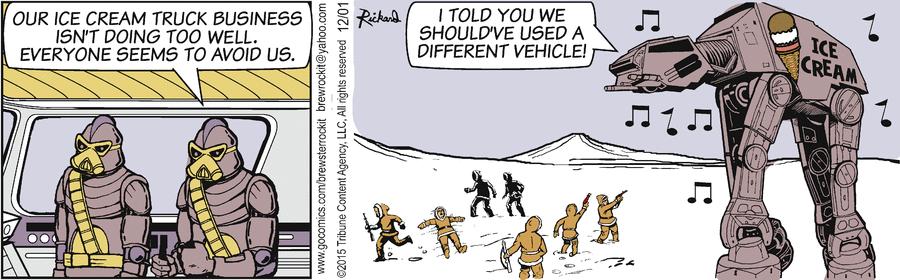 OUR ICE CREAM TRUCK BUSINESS
ISN'T DOING TOO WELL.
EVERYONE SEEMS TO AVOID US.
www.gocomics.com/brewsterrockit brewrockit@yahoo.com
©2015 Tribune Content Agency, LLC, All rights reserved 12/01
Rickard
I TOLD YOU WE
SHOULD'VE USED A
DIFFERENT VEHICLE!
ICE
CREAM